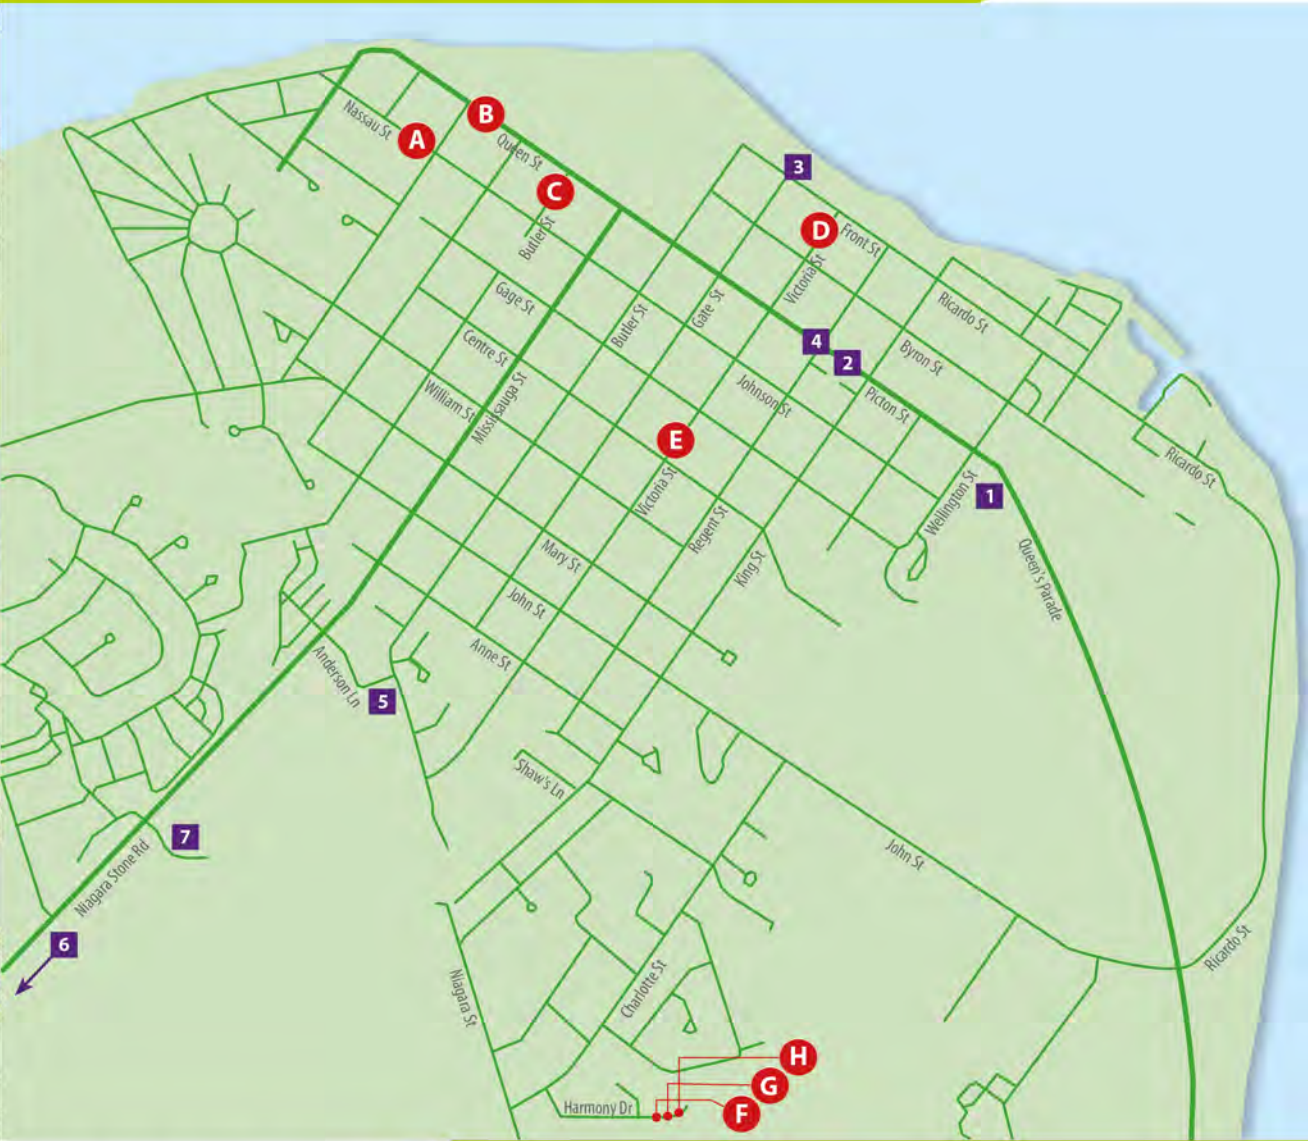 B
A
Nassau St
Queen St
3
C
D
Butler St
Front St
Victoria St
Gage St
Gate St
Ricardo St
Butler St
4
2
Centre St
Byron St
Johnson St
William St
Mississauga St
Picton St
E
Ricardo St
Victoria St
1
Wellington St
Regent St
Mary St
King St
Queen's Parade
John St
Anne St
Anderson Ln
5
Shaw's Ln
7
John St
Niagara Stone Rd
6
Ricardo St
Niagara St
Charlotte St
H
G
Harmony Dr
F